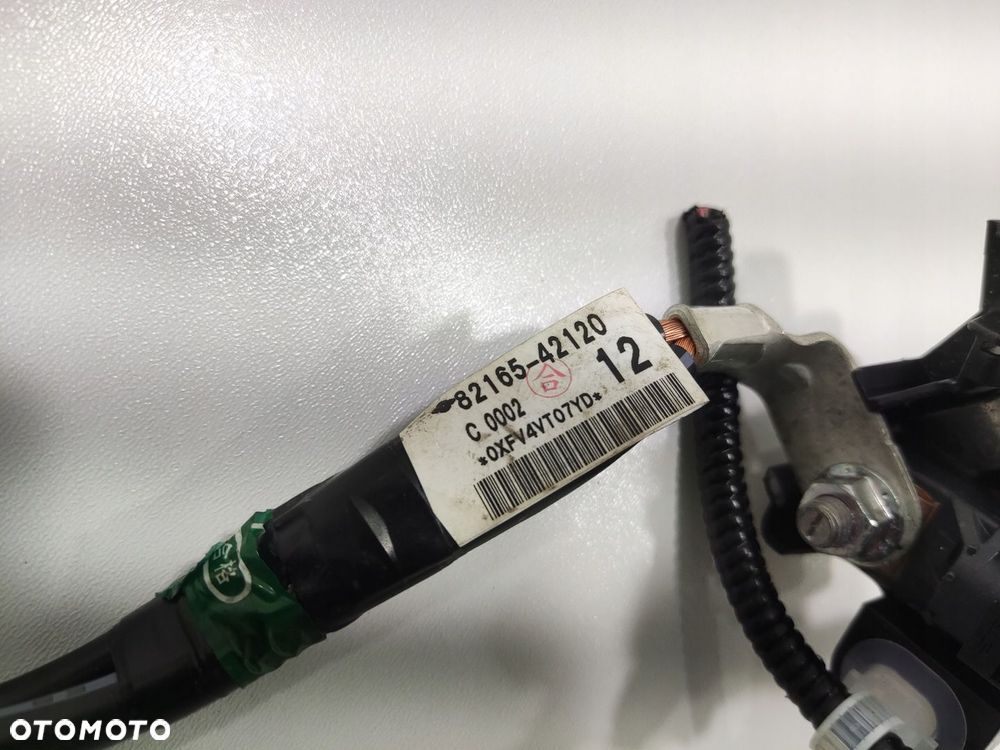 82165-42120
C 0002 合 12
*0XFV4VT07YD*
合格
OTOMOTO